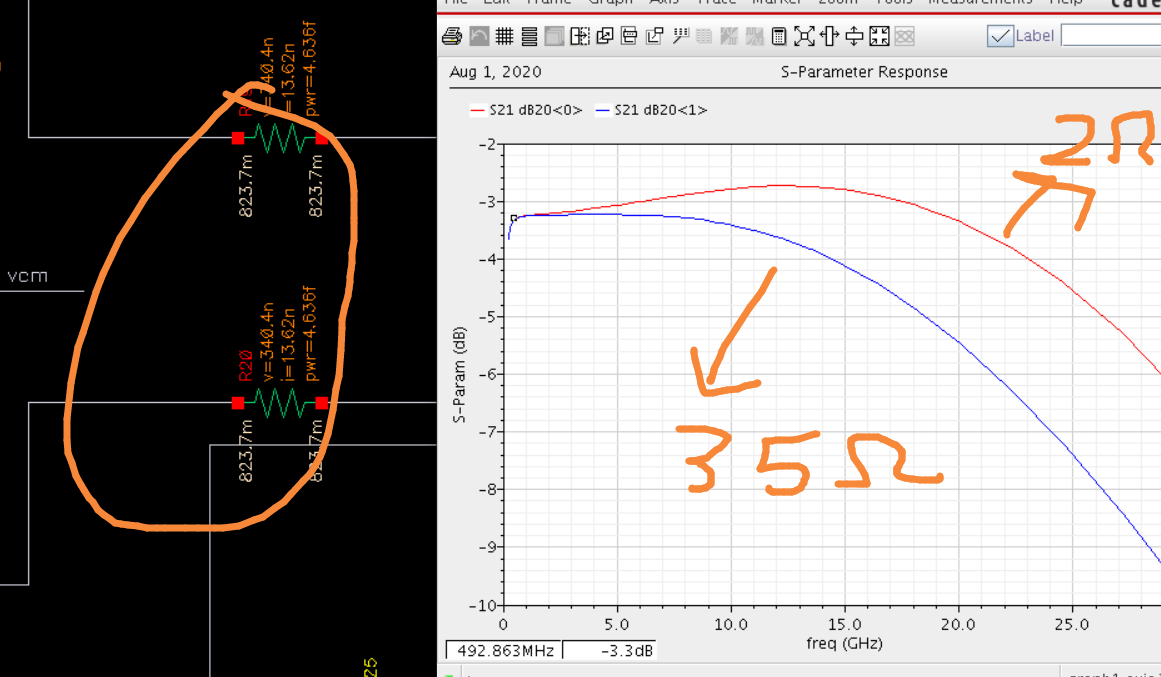 File Edit Frame Graph Axis Trace Marker Zoom Tools Measurements Help
Label
Aug 1, 2020
S-Parameter Response
S21 dB20<0> S21 dB20<1>
v=340.4n
i=13.62n
pwr=4.636f
823.7m
823.7m
vcm
R20
v=340.4n
i=13.62n
pwr=4.636f
823.7m
823.7m
25
2Ω
35Ω
S-Param (dB)
-2
-3
-4
-5
-6
-7
-8
-9
-10
0 5.0 10.0 15.0 20.0 25.0
freq (GHz)
492.863MHz -3.3dB